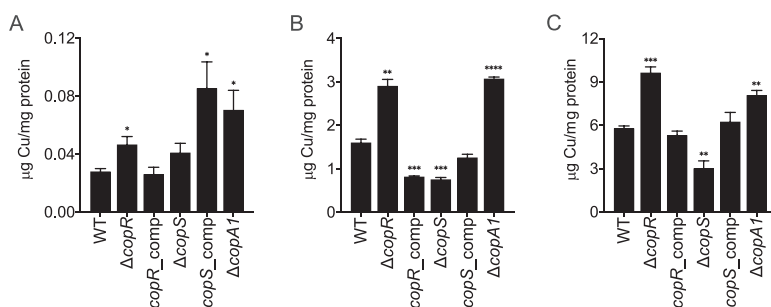 A
µg Cu/mg protein
0.12
0.08
0.04
0.00
*
*
*
WT
ΔcopR
copR_comp
ΔcopS
copS_comp
ΔcopA1-
B
µg Cu/mg protein
4
3
2
1
0
**
***
***
****
WT
ΔcopR
copR_comp
ΔcopS
copS_comp
ΔcopA1-
C
µg Cu/mg protein
12
9
6
3
0
***
**
**
WT
ΔcopR
copR_comp
ΔcopS
copS_comp
ΔcopA1-